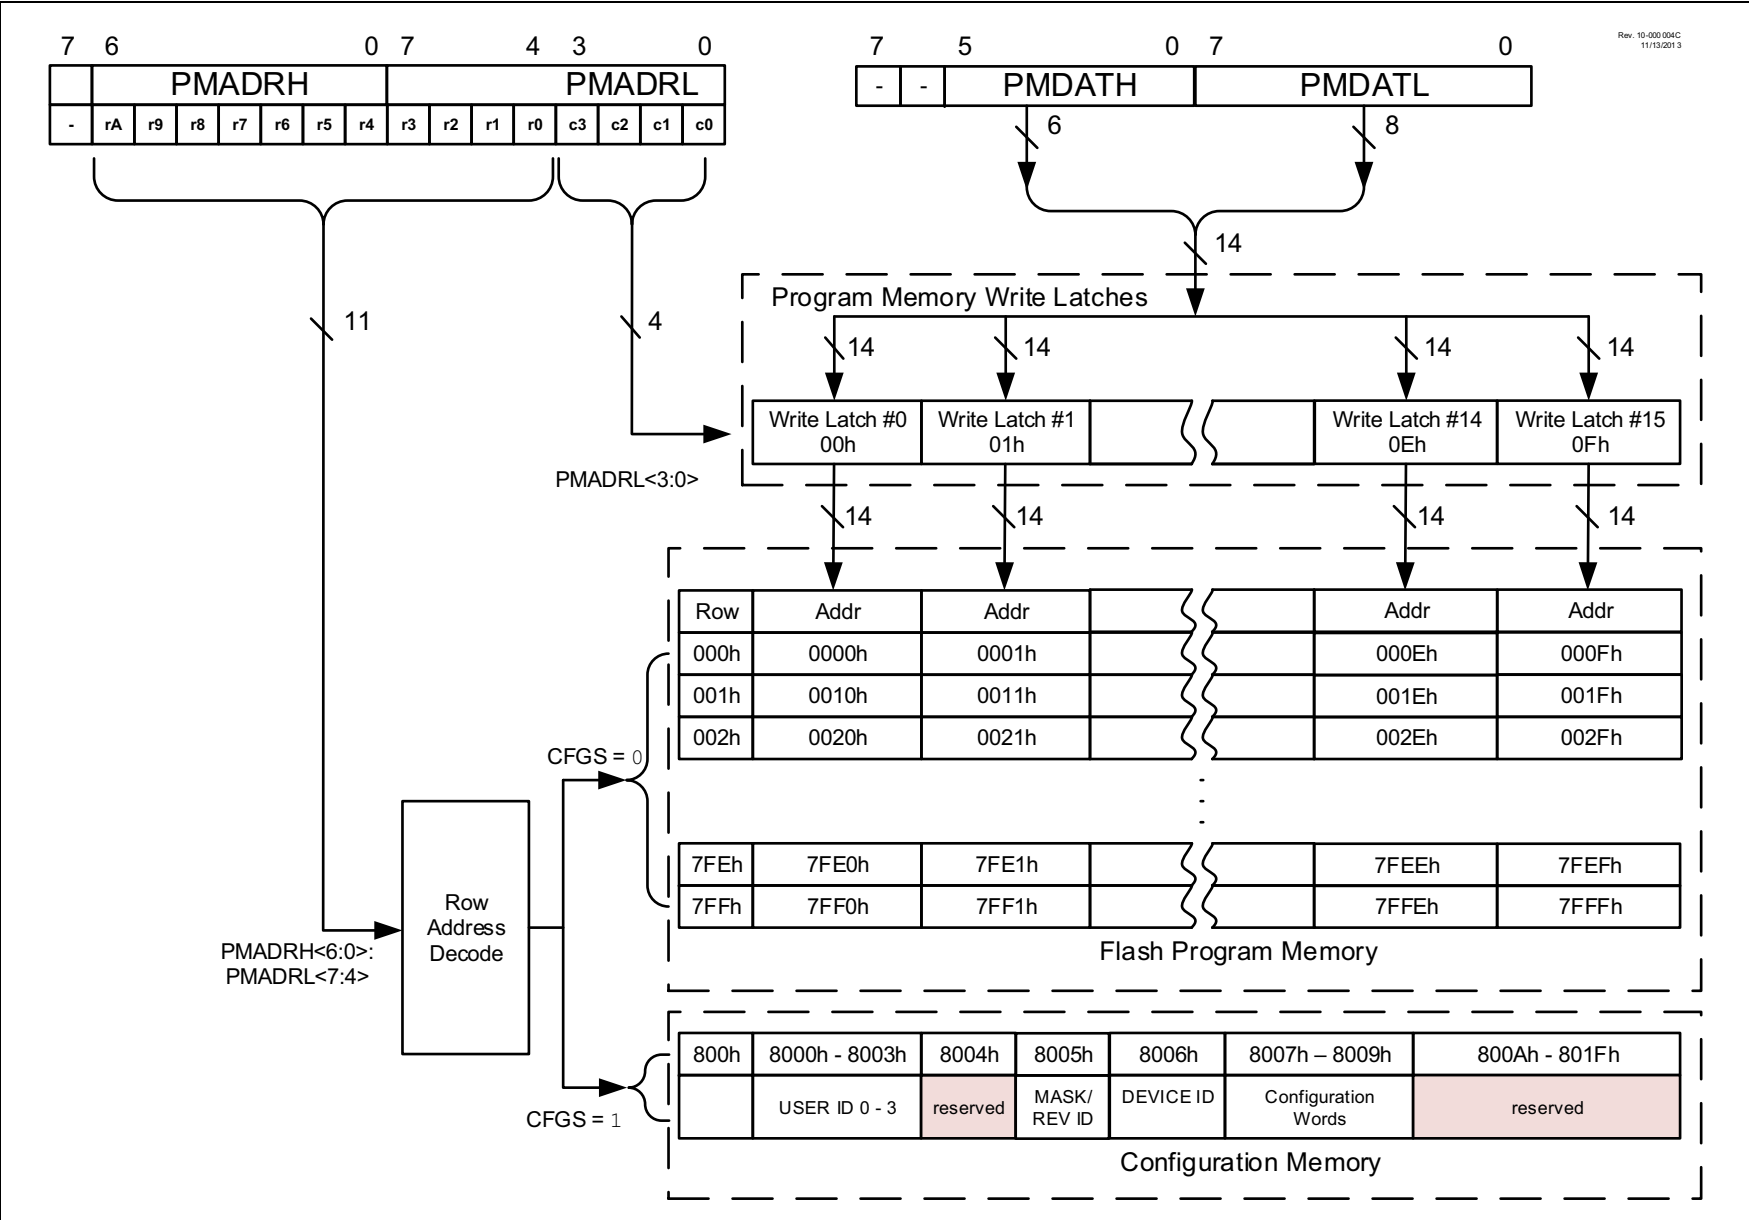 7 6 0 7 4 3 0
7 5 0 7 0
Rev. 10-000 004C
11/13/2013
PMADRH PMADRL
- rA r9 r8 r7 r6 r5 r4 r3 r2 r1 r0 c3 c2 c1 c0
- - PMDATH PMDATL
6 8
14
11 4
Program Memory Write Latches
14 14 14 14
Write Latch #0 Write Latch #1 Write Latch #14 Write Latch #15
00h 01h 0Eh 0Fh
PMADRL<3:0>
14 14 14 14
Row Addr Addr Addr Addr
000h 0000h 0001h 000Eh 000Fh
001h 0010h 0011h 001Eh 001Fh
002h 0020h 0021h 002Eh 002Fh
CFGS = 0
7FEh 7FE0h 7FE1h 7FEEh 7FEFh
7FFh 7FF0h 7FF1h 7FFEh 7FFFh
Flash Program Memory
Row
Address
Decode
PMADRH<6:0>:
PMADRL<7:4>
CFGS = 1
800h 8000h - 8003h 8004h 8005h 8006h 8007h – 8009h 800Ah - 801Fh
USER ID 0 - 3 reserved MASK/ DEVICE ID Configuration reserved
REV ID Words
Configuration Memory